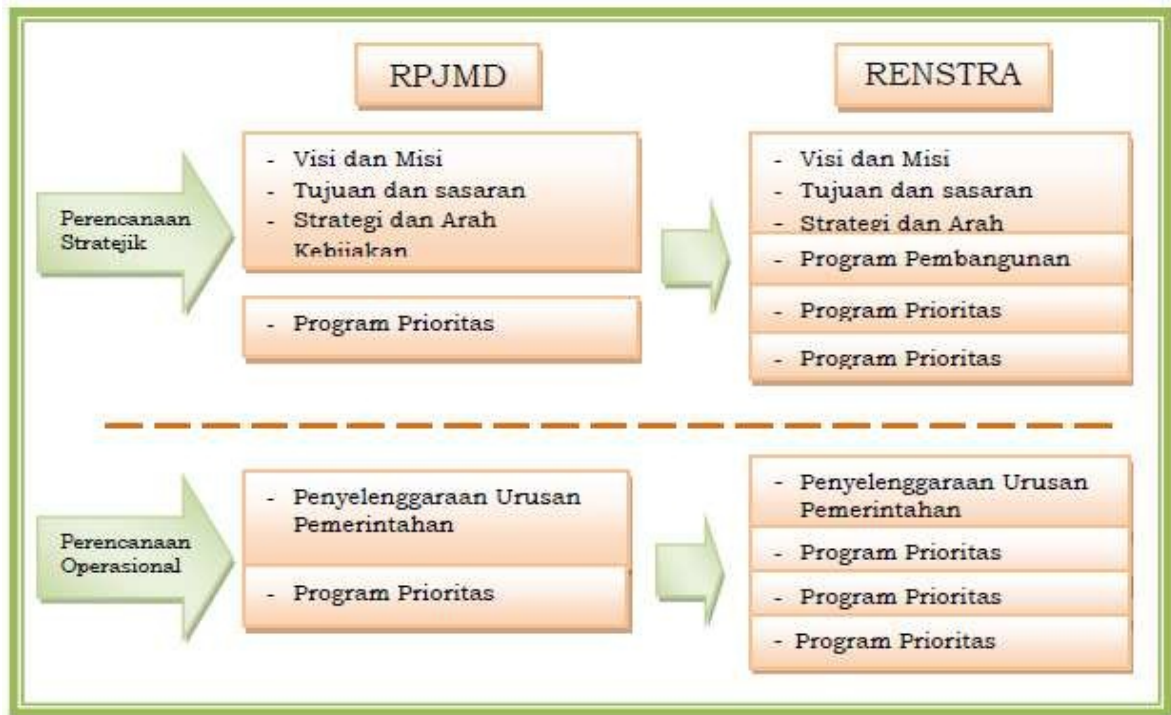 RPJMD
RENSTRA
Perencanaan
Stratejik
- Visi dan Misi
- Tujuan dan sasaran
- Strategi dan Arah
Kebijakan
- Program Prioritas
- Visi dan Misi
- Tujuan dan sasaran
- Strategi dan Arah
- Program Pembangunan
- Program Prioritas
- Program Prioritas
Perencanaan
Operasional
- Penyelenggaraan Urusan
Pemerintahan
- Program Prioritas
- Penyelenggaraan Urusan
Pemerintahan
- Program Prioritas
- Program Prioritas
- Program Prioritas